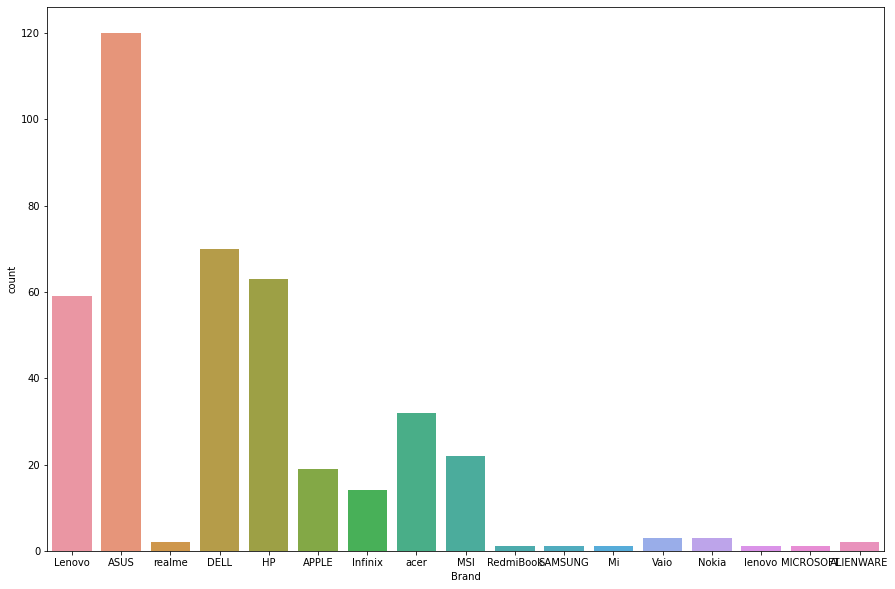 120
100
80
60
40
20
0
count
Lenovo ASUS realme DELL HP APPLE Infinix acer MSI RedmiBook SAMSUNG Mi Vaio Nokia lenovo MICROSOFT ALIENWARE
Brand